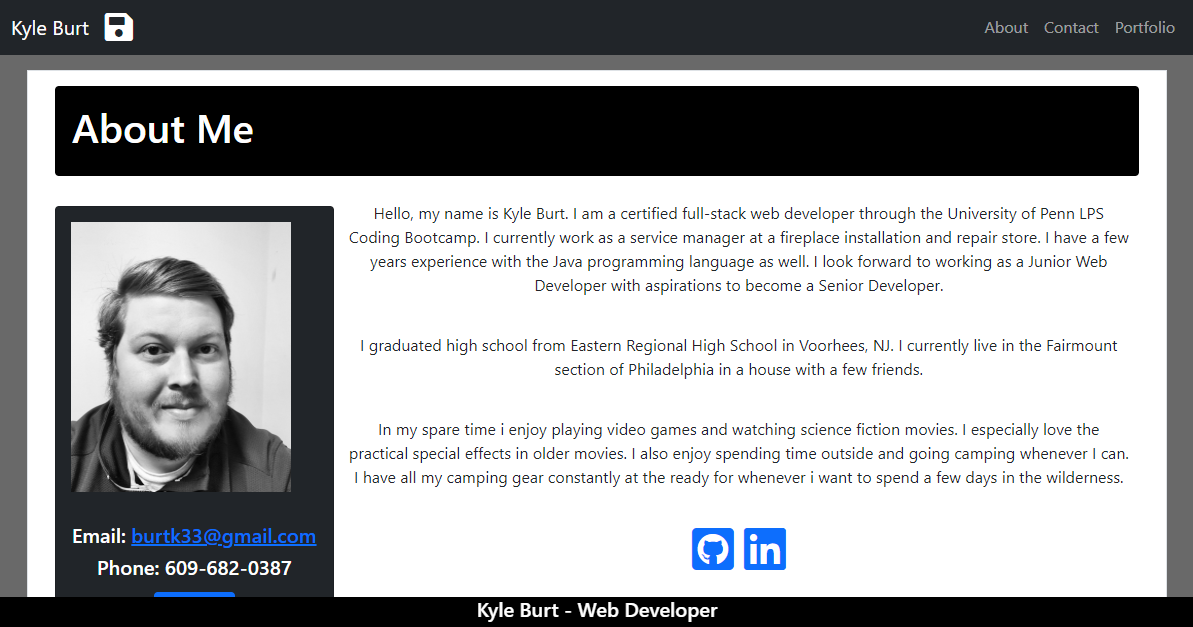 Kyle Burt
About Contact Portfolio
About Me
Hello, my name is Kyle Burt. I am a certified full-stack web developer through the University of Penn LPS
Coding Bootcamp. I currently work as a service manager at a fireplace installation and repair store. I have a few
years experience with the Java programming language as well. I look forward to working as a Junior Web
Developer with aspirations to become a Senior Developer.
I graduated high school from Eastern Regional High School in Voorhees, NJ. I currently live in the Fairmount
section of Philadelphia in a house with a few friends.
In my spare time i enjoy playing video games and watching science fiction movies. I especially love the
practical special effects in older movies. I also enjoy spending time outside and going camping whenever I can.
I have all my camping gear constantly at the ready for whenever i want to spend a few days in the wilderness.
Email: burtk33@gmail.com
Phone: 609-682-0387
in
Kyle Burt - Web Developer